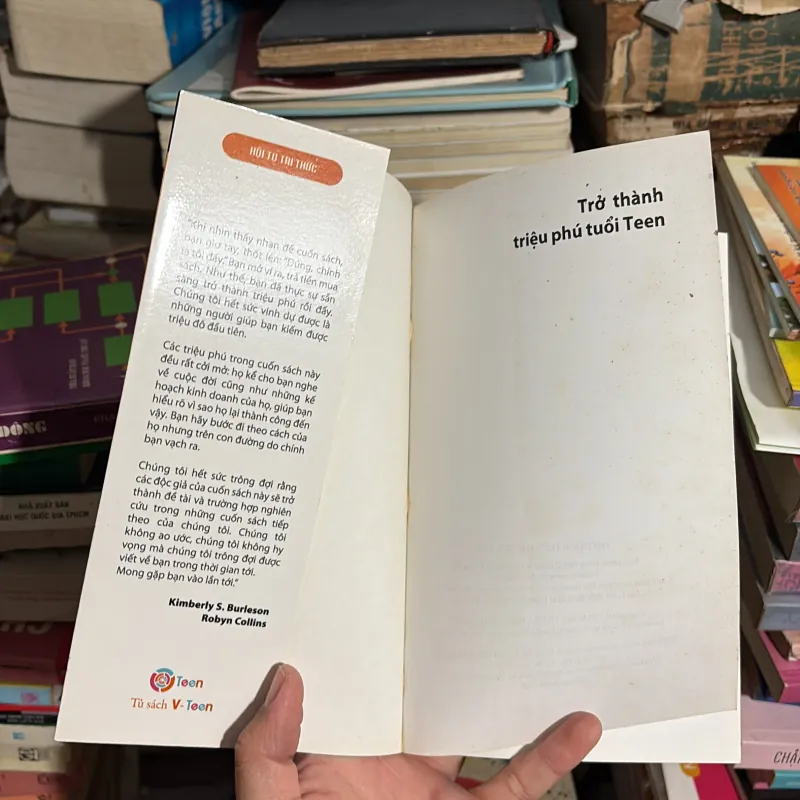 HỘI TỤ TRI THỨC
"Khi nhìn thấy nhan đề cuốn sách,
bạn giơ tay, thốt lên: "Đúng, chính
là tôi đây." Bạn mở ví ra, trả tiền mua
sách. Như thế, bạn đã thực sự sẵn
sàng trở thành triệu phú rồi đấy.
Chúng tôi hết sức vinh dự được là
những người giúp bạn kiếm được
triệu đô đầu tiên.
Các triệu phú trong cuốn sách này
đều rất cởi mở: họ kể cho bạn nghe
về cuộc đời cũng như những kế
hoạch kinh doanh của họ, giúp bạn
hiểu rõ vì sao họ lại thành công đến
vậy. Bạn hãy bước đi theo cách của
họ nhưng trên con đường do chính
bạn vạch ra.
Chúng tôi hết sức trông đợi rằng
các độc giả của cuốn sách này sẽ trở
thành đề tài và trường hợp nghiên
cứu trong những cuốn sách tiếp
theo của chúng tôi. Chúng tôi
không ao ước, chúng tôi không hy
vọng mà chúng tôi trông đợi được
viết về bạn trong thời gian tới.
Mong gặp bạn vào lần tới."
Kimberly S. Burleson
Robyn Collins
Teen
Tủ sách V-Teen
Trở thành
triệu phú tuổi Teen
ĐỘNG
NHÀ XUẤT BẢN
ĐẠI HỌC QUỐC GIA TPHCM